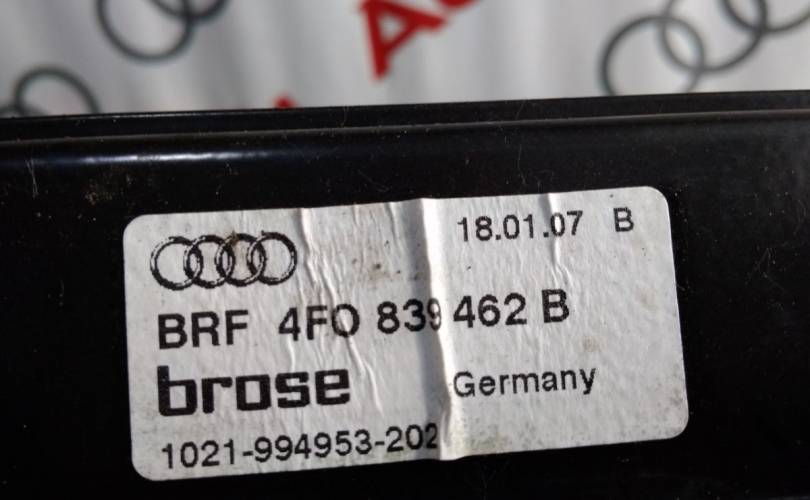 18.01.07 B
BRF 4F0 839 462 B
brose Germany
1021-994953-202